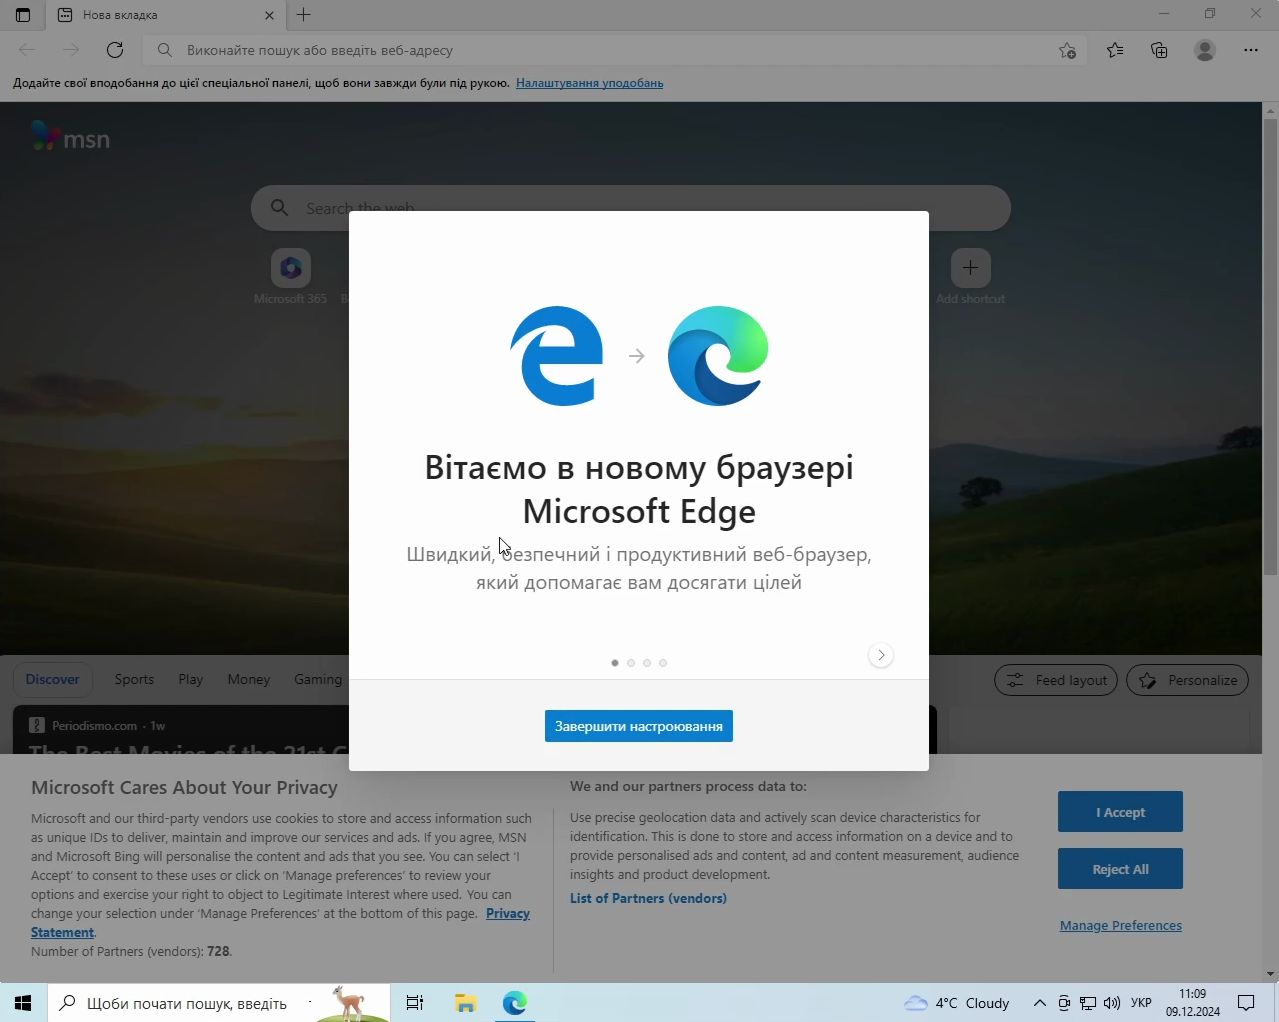 Нова вкладка
Виконайте пошук або введіть веб-адресу
Додайте свої вподобання до цієї спеціальної панелі, щоб вони завжди були під рукою. Налаштування уподобань
msn
Search the web
Microsoft 365
Add shortcut
Вітаємо в новому браузері
Microsoft Edge
Швидкий, безпечний і продуктивний веб-браузер,
який допомагає вам досягати цілей
Discover Sports Play Money Gaming
Feed layout Personalize
Periodismo.com · 1w
Завершити настроювання
Microsoft Cares About Your Privacy
Microsoft and our third-party vendors use cookies to store and access information such
as unique IDs to deliver, maintain and improve our services and ads. If you agree, MSN
and Microsoft Bing will personalise the content and ads that you see. You can select 'I
Accept' to consent to these uses or click on 'Manage preferences' to review your
options and exercise your right to object to Legitimate Interest where used. You can
change your selection under 'Manage Preferences' at the bottom of this page. Privacy
Statement.
Number of Partners (vendors): 728.
We and our partners process data to:
Use precise geolocation data and actively scan device characteristics for
identification. This is done to store and access information on a device and to
provide personalised ads and content, ad and content measurement, audience
insights and product development.
List of Partners (vendors)
I Accept
Reject All
Manage Preferences
Щоби почати пошук, введіть
4°C Cloudy
УКР
11:09
09.12.2024